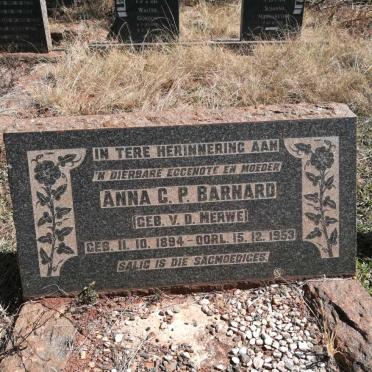 IN TERE HERINNERING AAN
'N DIERBARE EGGENOTE EN MOEDER
ANNA C. P. BARNARD
(GEB. V. D. MERWE)
GEB. 11. 10. 1894 - OORL. 15. 12. 1953
SALIG IS DIE SAGMOEDIGES.